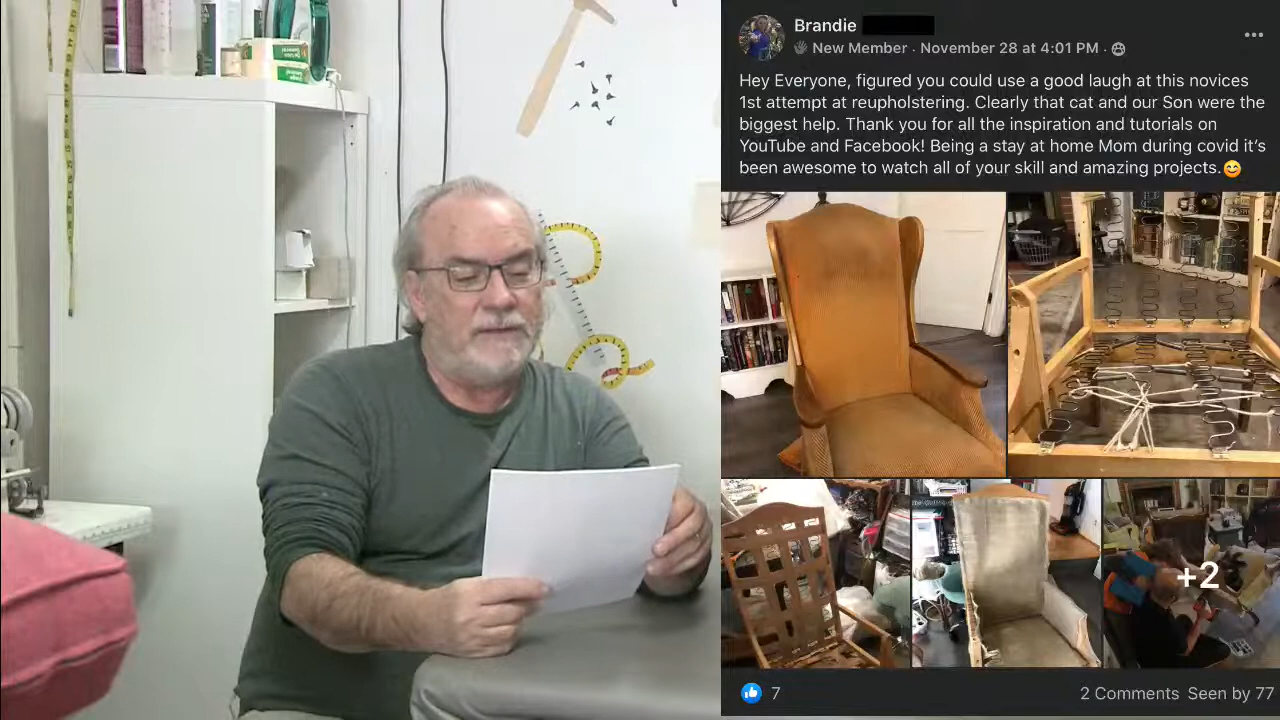 Brandie
New Member · November 28 at 4:01 PM ·
Hey Everyone, figured you could use a good laugh at this novices
1st attempt at reupholstering. Clearly that cat and our Son were the
biggest help. Thank you for all the inspiration and tutorials on
YouTube and Facebook! Being a stay at home Mom during covid it's
been awesome to watch all of your skill and amazing projects.😊
+2
7
2 Comments Seen by 77